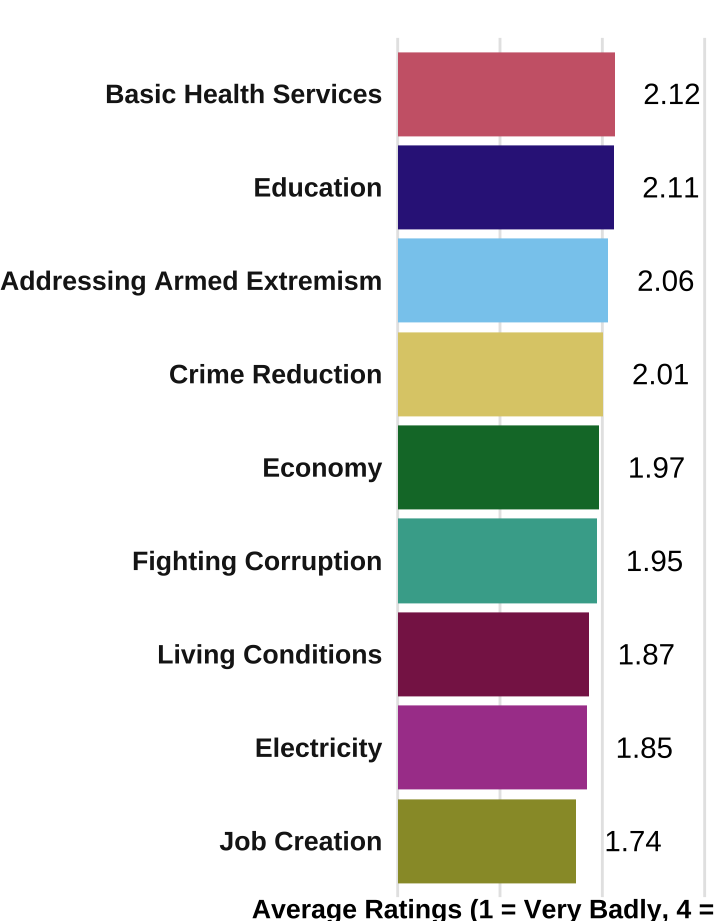 Basic Health Services 2.12
Education 2.11
Addressing Armed Extremism 2.06
Crime Reduction 2.01
Economy 1.97
Fighting Corruption 1.95
Living Conditions 1.87
Electricity 1.85
Job Creation 1.74
Average Ratings (1 = Very Badly, 4 =